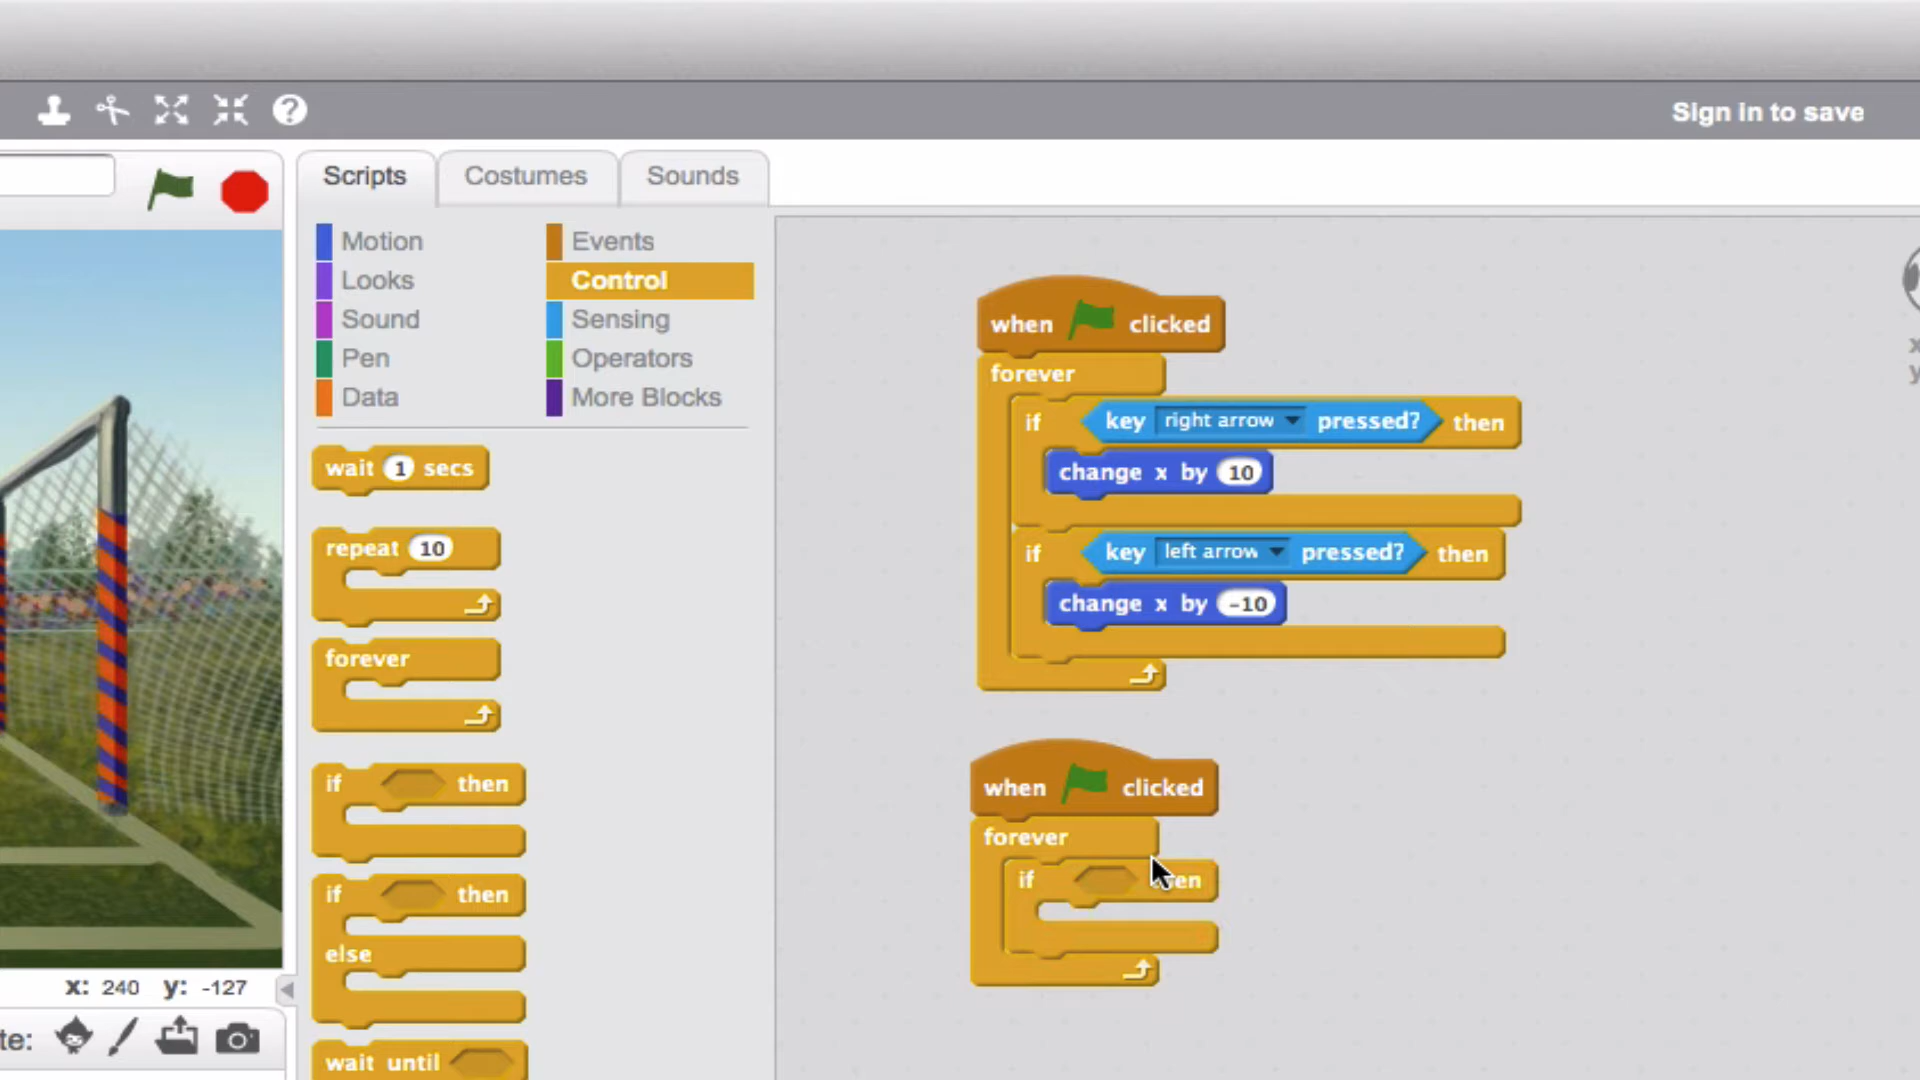 Sign in to save
Scripts Costumes Sounds
Motion Events
Looks Control
Sound Sensing
Pen Operators
Data More Blocks
wait 1 secs
repeat 10
forever
if then
if then
else
wait until
x: 240 y: -127
te:
when clicked
forever
if key right arrow pressed? then
change x by 10
if key left arrow pressed? then
change x by -10
when clicked
forever
if
x
y